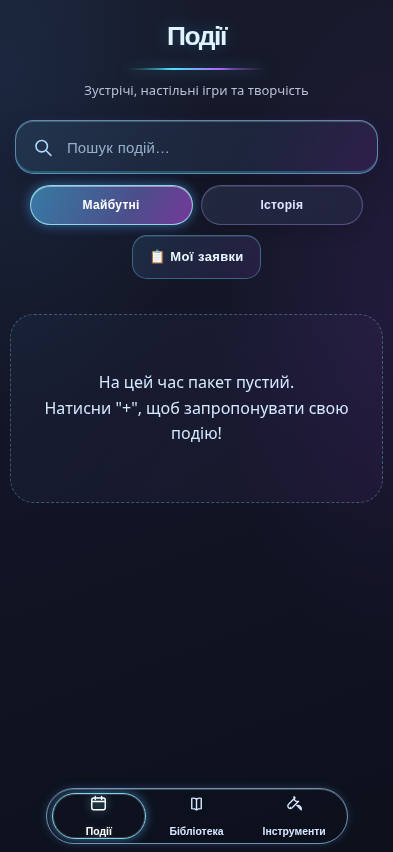 Події
Зустрічі, настільні ігри та творчість
Пошук подій...
Майбутні
Історія
📋 Мої заявки
На цей час пакет пустий.
Натисни "+", щоб запропонувати свою
подію!
Події
Бібліотека
Інструменти